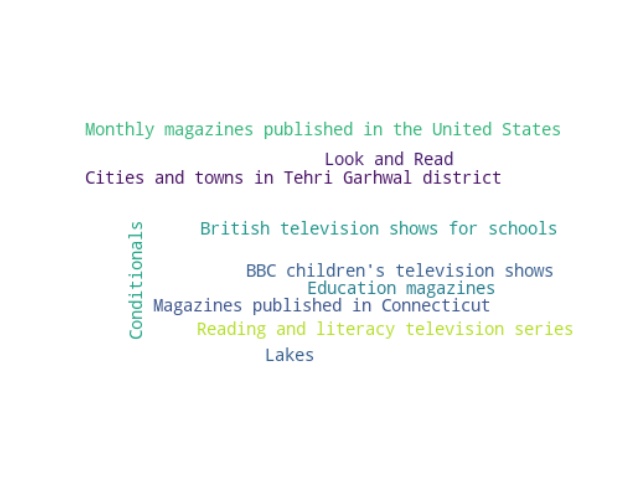 Monthly magazines published in the United States
Look and Read
Cities and towns in Tehri Garhwal district
British television shows for schools
Conditionals
BBC children's television shows
Education magazines
Magazines published in Connecticut
Reading and literacy television series
Lakes